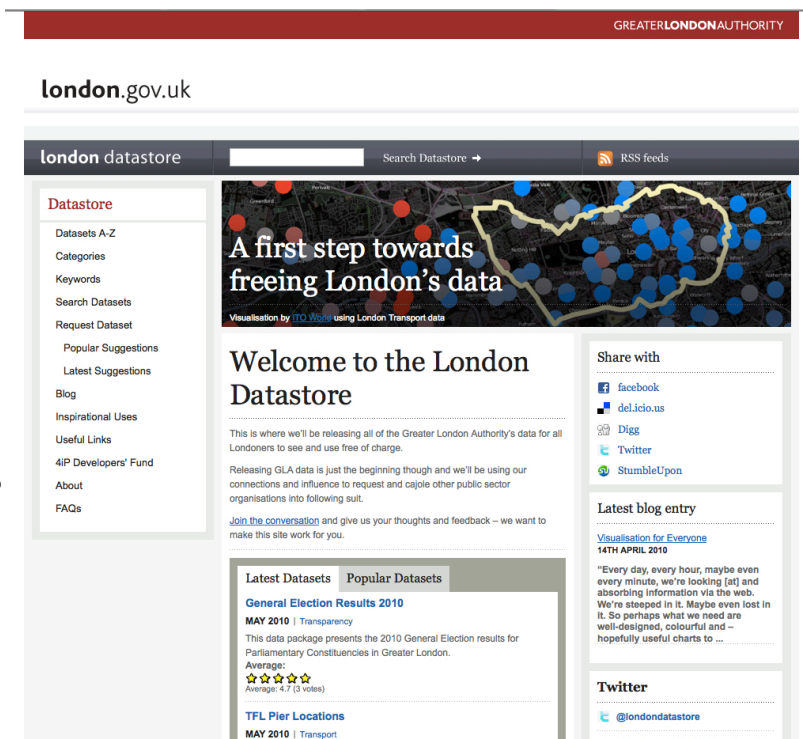 GREATERLONDONAUTHORITY
london.gov.uk
london datastore
Search Datastore →
RSS feeds
Datastore
Datasets A-Z
Categories
Keywords
Search Datasets
Request Dataset
Popular Suggestions
Latest Suggestions
Blog
Inspirational Uses
Useful Links
4iP Developers' Fund
About
FAQs
A first step towards
freeing London's data
Visualisation by ITO World using London Transport data
Welcome to the London
Datastore
This is where we'll be releasing all of the Greater London Authority's data for all
Londoners to see and use free of charge.
Releasing GLA data is just the beginning though and we'll be using our
connections and influence to request and cajole other public sector
organisations into following suit.
Join the conversation and give us your thoughts and feedback – we want to
make this site work for you.
Latest Datasets Popular Datasets
General Election Results 2010
MAY 2010 | Transparency
This data package presents the 2010 General Election results for
Parliamentary Constituencies in Greater London.
Average:
Average: 4.7 (3 votes)
TFL Pier Locations
MAY 2010 | Transport
Share with
facebook
del.icio.us
Digg
Twitter
StumbleUpon
Latest blog entry
Visualisation for Everyone
14TH APRIL 2010
"Every day, every hour, maybe even
every minute, we're looking [at] and
absorbing information via the web.
We're steeped in it. Maybe even lost in
it. So perhaps what we need are
well-designed, colourful and –
hopefully useful charts to ...
Twitter
@londondatastore